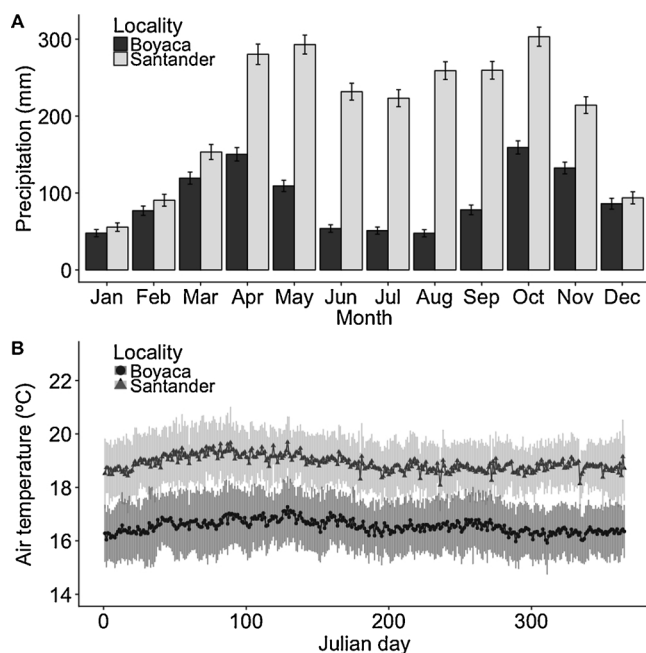 A
Locality
Boyaca
Santander
Precipitation (mm)
300
200
100
0
Jan Feb Mar Apr May Jun Jul Aug Sep Oct Nov Dec
Month
B
Locality
Boyaca
Santander
Air temperature (ºC)
22
20
18
16
14
0 100 200 300
Julian day